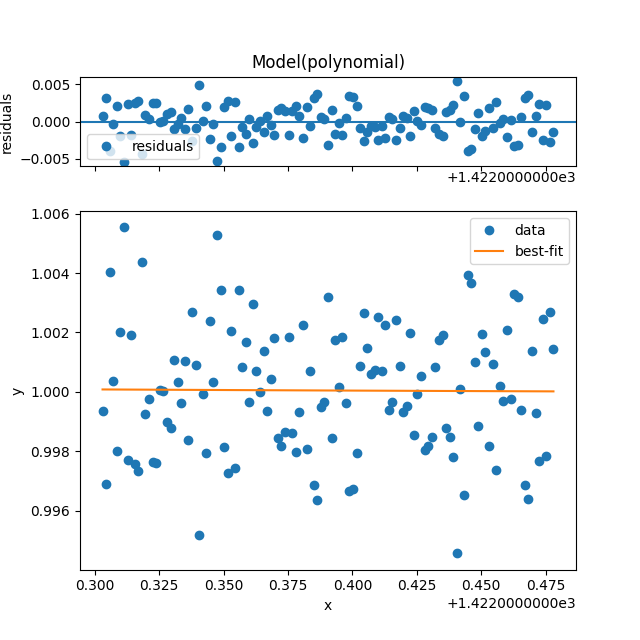 Model(polynomial)
0.005
0.000
−0.005
residuals
residuals
+1.4220000000e3
1.006
1.004
1.002
1.000
0.998
0.996
y
data
best-fit
0.300 0.325 0.350 0.375 0.400 0.425 0.450 0.475
x
+1.4220000000e3